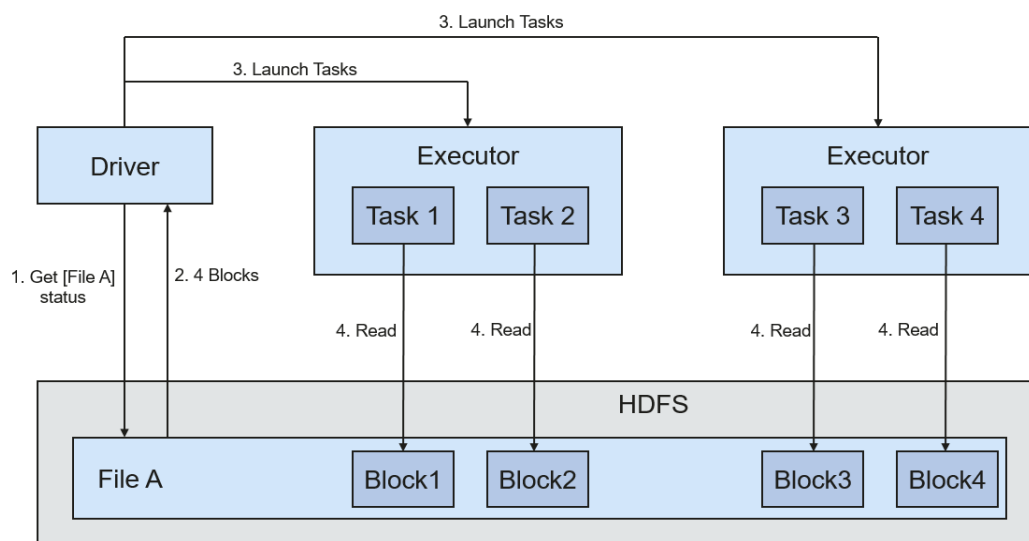 3. Launch Tasks
3. Launch Tasks
Driver
Executor
Task 1
Task 2
Executor
Task 3
Task 4
1. Get [File A]
status
2. 4 Blocks
4. Read
4. Read
4. Read
4. Read
HDFS
File A
Block1
Block2
Block3
Block4